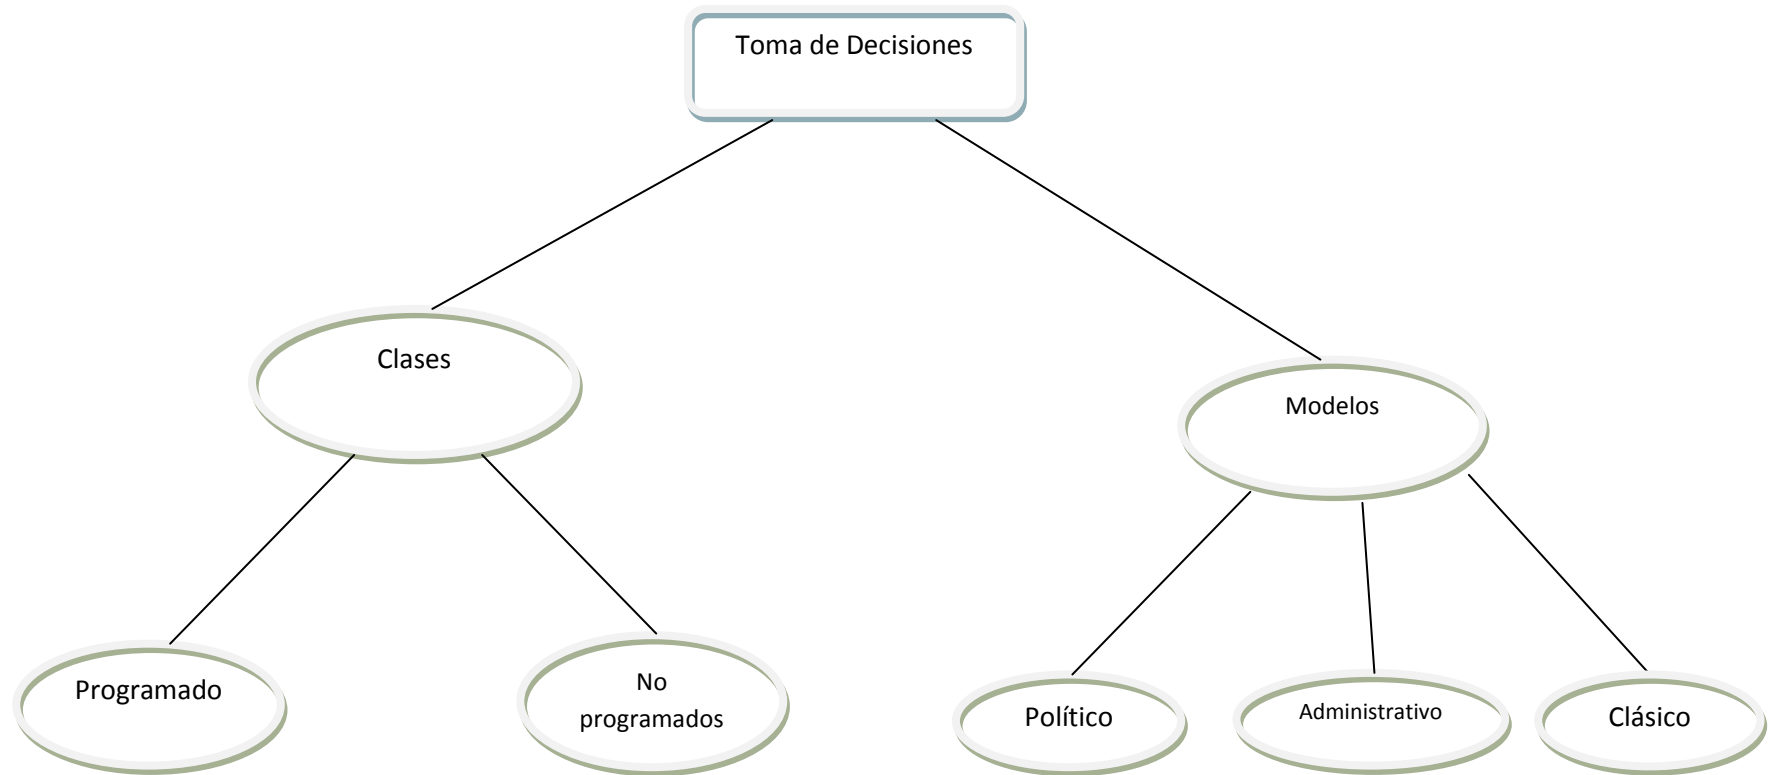 Toma de Decisiones
Clases
Modelos
Programado
No
programados
Político
Administrativo
Clásico